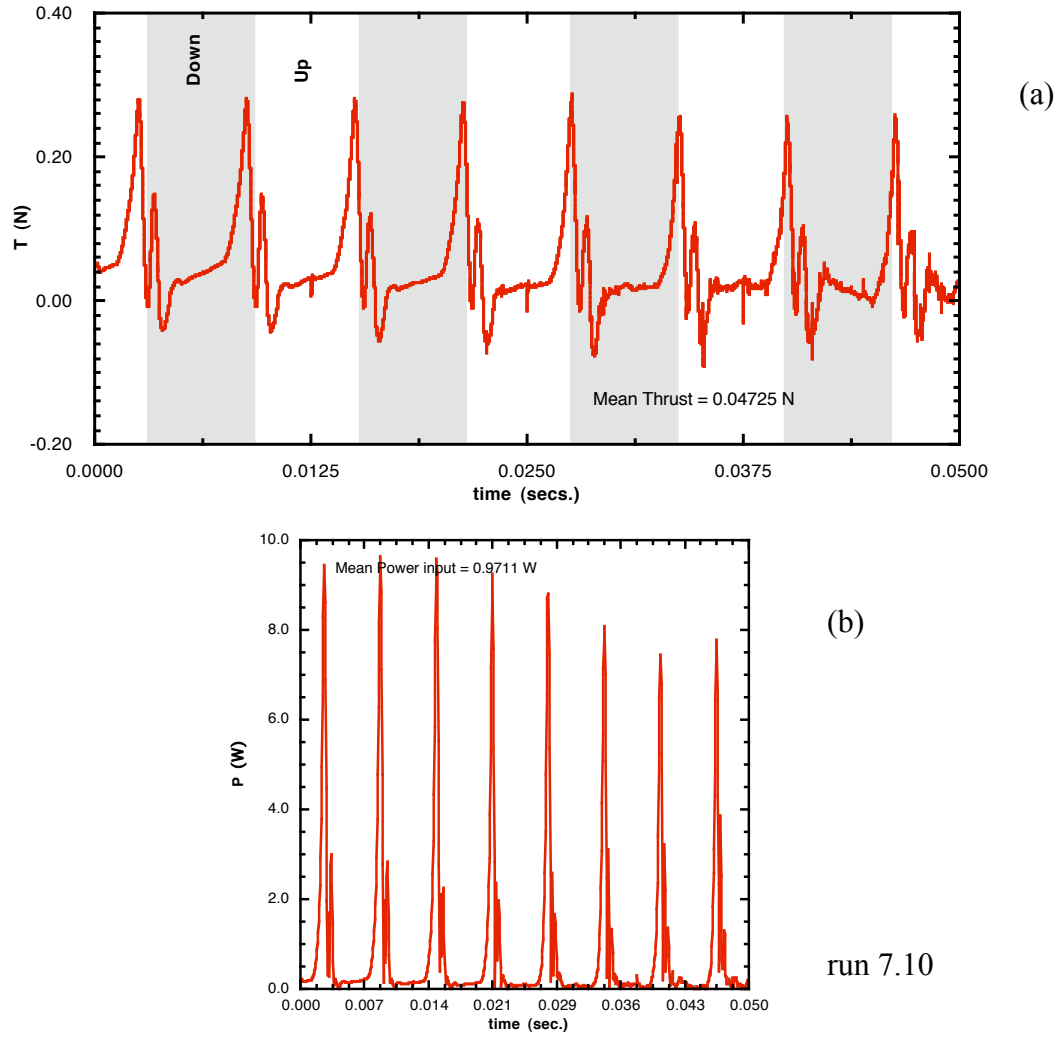 (a)
0.40
0.20
0.00
-0.20
T (N)
Down
Up
Mean Thrust = 0.04725 N
0.0000
0.0125
0.0250
0.0375
0.0500
time (secs.)
(b)
10.0
8.0
6.0
4.0
2.0
0.0
P (W)
Mean Power input = 0.9711 W
0.000
0.007
0.014
0.021
0.029
0.036
0.043
0.050
time (sec.)
run 7.10